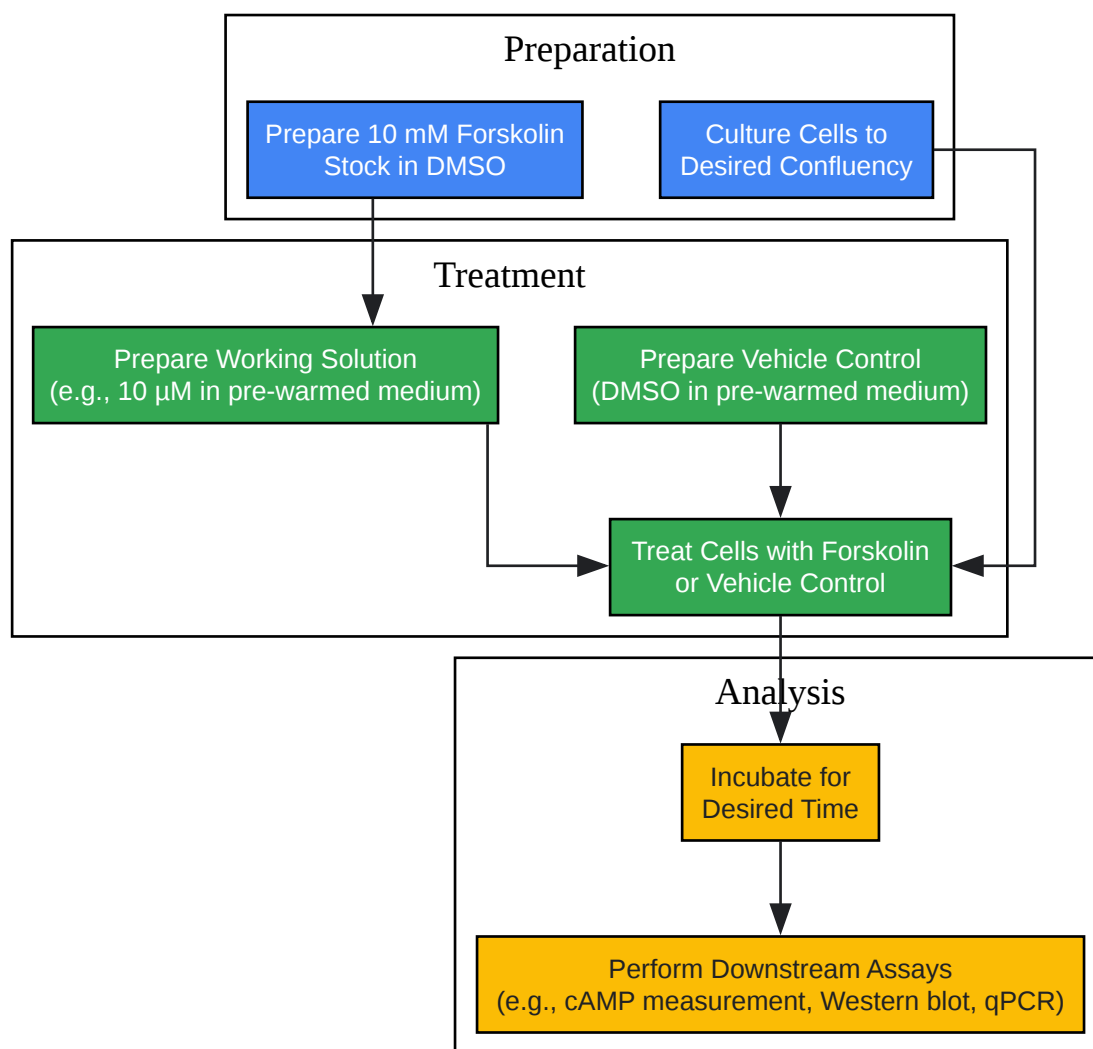 Preparation
Prepare 10 mM Forskolin
Stock in DMSO
Culture Cells to
Desired Confluency
Treatment
Prepare Working Solution
(e.g., 10 µM in pre-warmed medium)
Prepare Vehicle Control
(DMSO in pre-warmed medium)
Treat Cells with Forskolin
or Vehicle Control
Analysis
Incubate for
Desired Time
Perform Downstream Assays
(e.g., cAMP measurement, Western blot, qPCR)